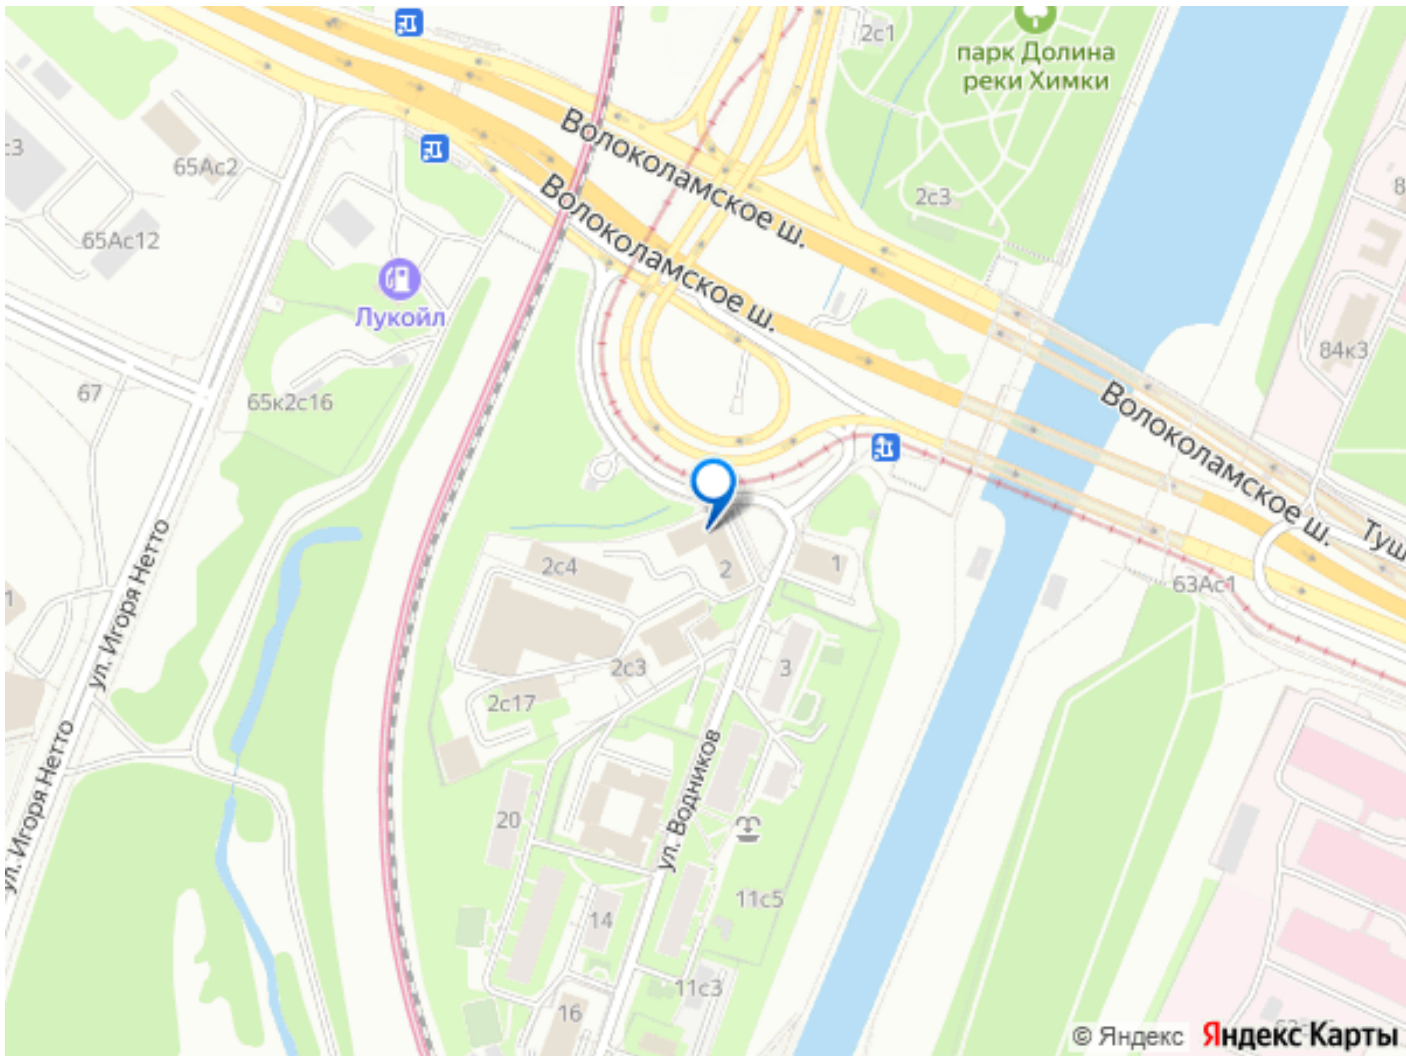 2с1
парк Долина
реки Химки
Волоколамское ш.
с3
65Ас2
8
2с3
Волоколамское ш.
65Ас12
Лукойл
84к3
67
65к2с16
Волоколамское ш.
Туш
2с4
2
1
63Ас1
1
ул. Игоря Нетто
2с3
3
2с17
ул. Игоря Нетто
ул. Водников
20
11с5
14
11с3
16
© Яндекс
Яндекс Карты